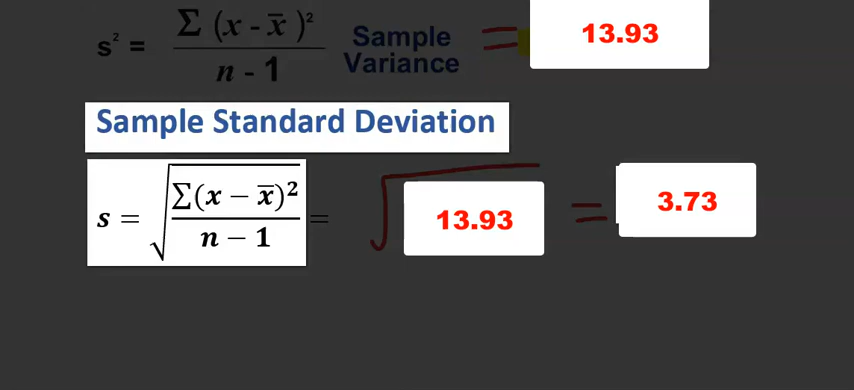 s² = Σ (x - x̄ )² / n - 1 Sample Variance = 13.93
Sample Standard Deviation
s = √(Σ(x − x̄)² / n − 1) = √13.93 = 3.73